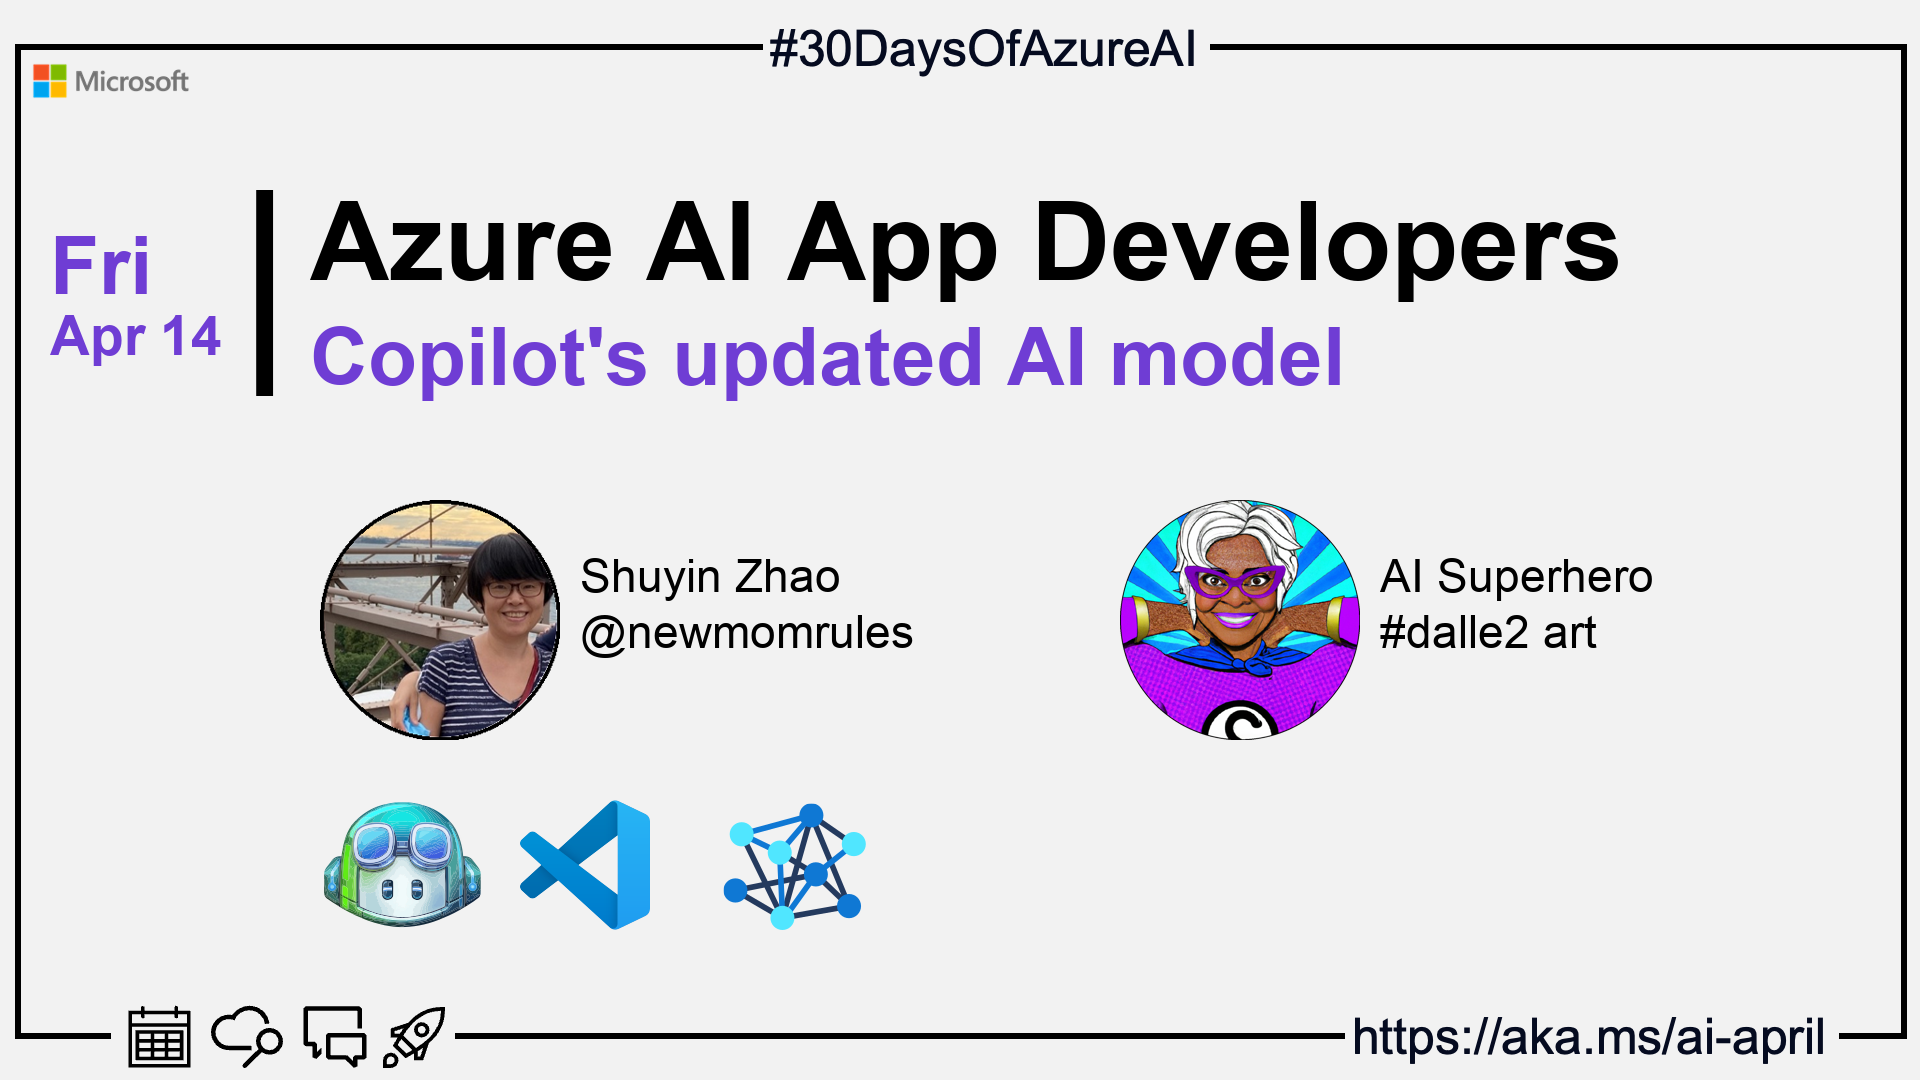 #30DaysOfAzureAI
Microsoft
Fri
Apr 14
Azure AI App Developers
Copilot's updated AI model
Shuyin Zhao
@newmomrules
AI Superhero
#dalle2 art
S
https://aka.ms/ai-april